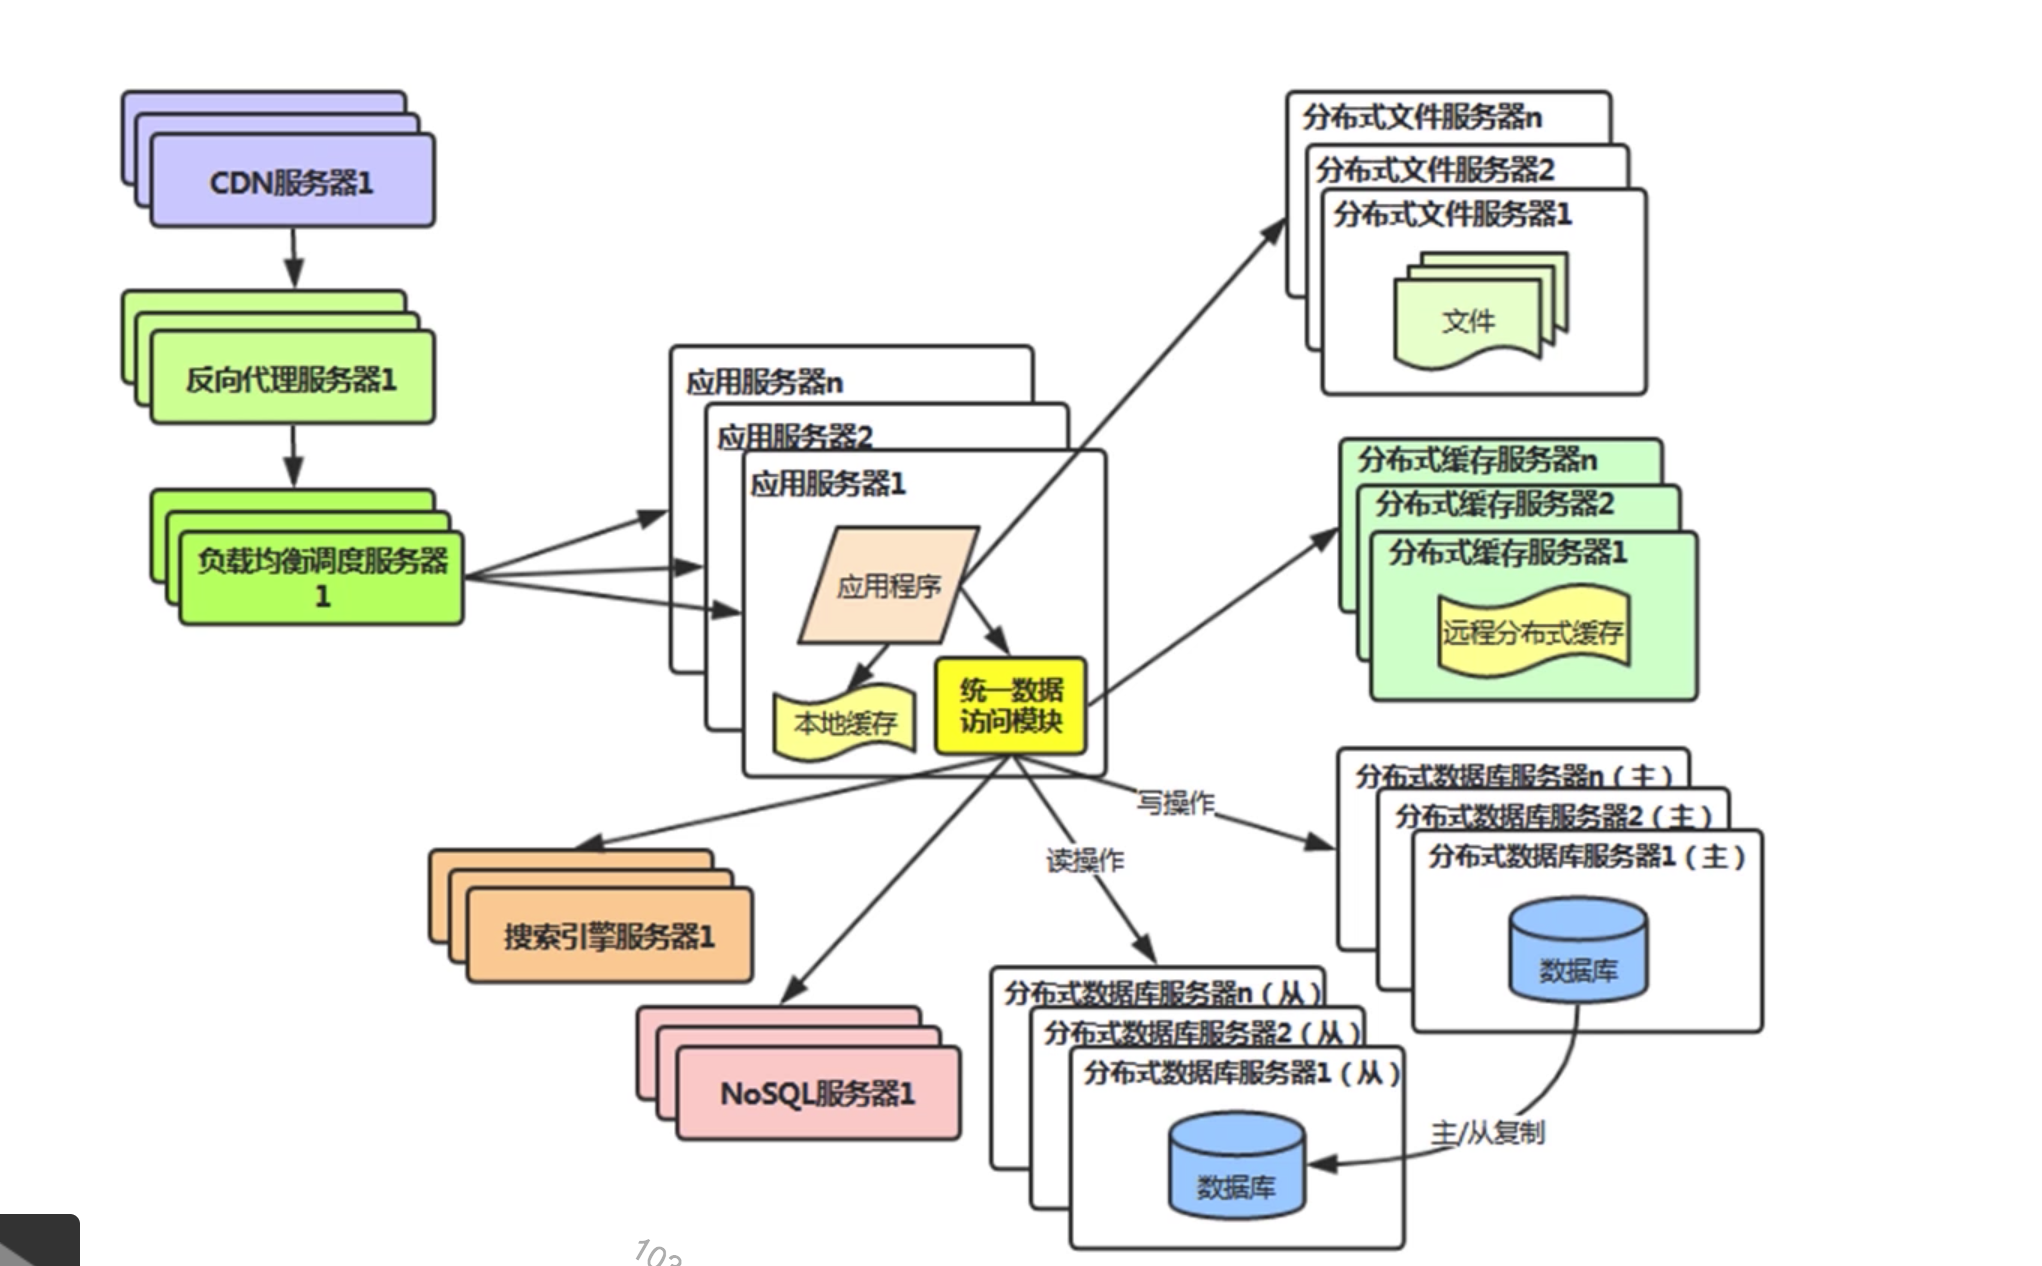 CDN服务器1
反向代理服务器1
负载均衡调度服务器
1
应用服务器n
应用服务器2
应用服务器1
应用程序
本地缓存
统一数据
访问模块
分布式文件服务器n
分布式文件服务器2
分布式文件服务器1
文件
分布式缓存服务器n
分布式缓存服务器2
分布式缓存服务器1
远程分布式缓存
写操作
读操作
分布式数据库服务器n（主）
分布式数据库服务器2（主）
分布式数据库服务器1（主）
数据库
搜索引擎服务器1
NoSQL服务器1
分布式数据库服务器n（从）
分布式数据库服务器2（从）
分布式数据库服务器1（从）
数据库
主/从复制